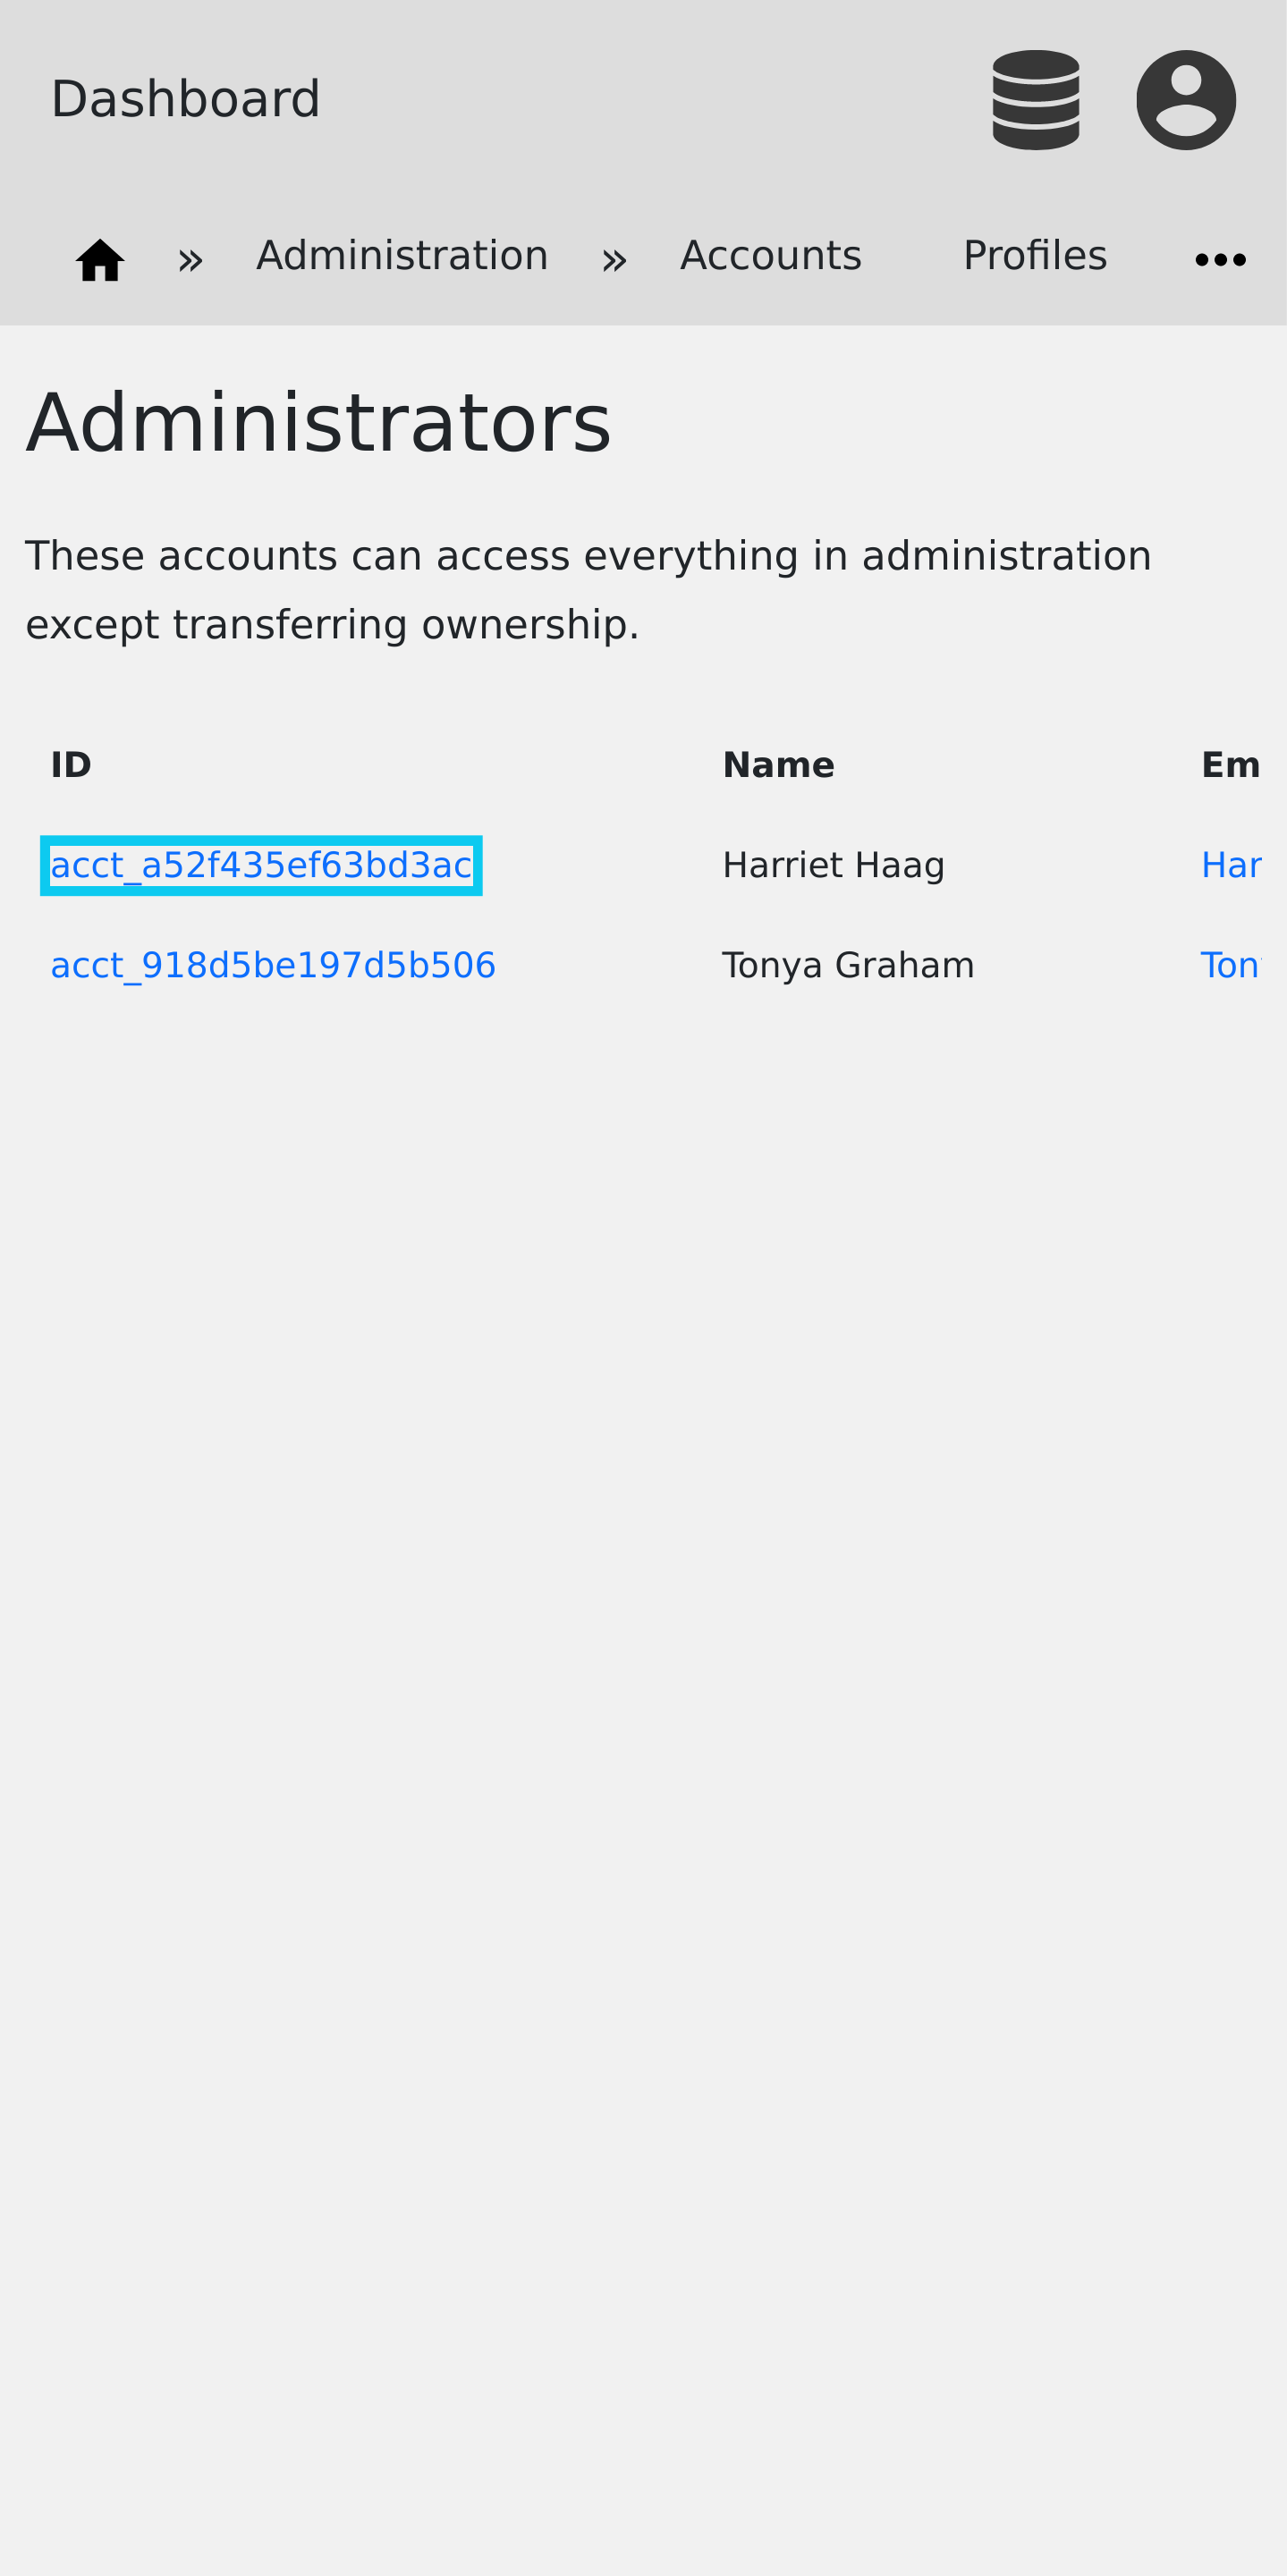 Dashboard
» Administration » Accounts Profiles
Administrators
These accounts can access everything in administration
except transferring ownership.
ID Name Em
acct_a52f435ef63bd3ac Harriet Haag Har
acct_918d5be197d5b506 Tonya Graham Ton